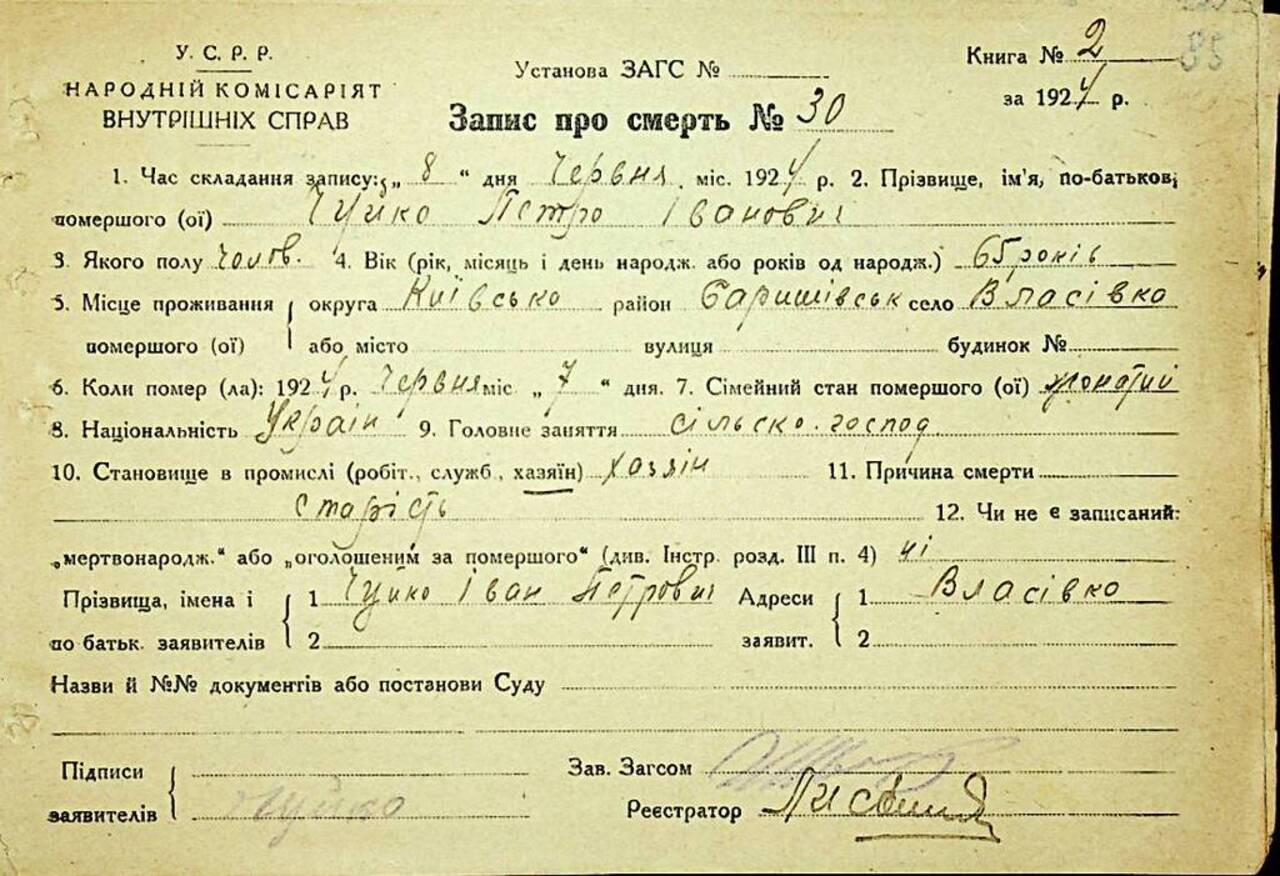 У. С. Р. Р.
НАРОДНІЙ КОМІСАРІЯТ
ВНУТРІШНІХ СПРАВ
Установа ЗАГС №
Книга № 2
85
за 1924 р.
Запис про смерть № 30
1. Час складання запису: „ 8 “ дня Червня міс. 1924 р. 2. Прізвище, ім'я, по-батькові
помершого (ої) Чуйко Петро Іванович
3. Якого полу чолов. 4. Вік (рік, місяць і день народж. або років од народж.) 65 років
5. Місце проживання округа Київсько район Баришівськ село Власівко
помершого (ої) або місто вулиця будинок №
6. Коли помер (ла): 1924 р. Червня міс „ 7 “ дня. 7. Сімейний стан помершого (ої) жонатий
8. Національність Україн 9. Головне заняття сільско-господ
10. Становище в промислі (робіт., служб., хазяїн) хозяін 11. Причина смерти
Старість 12. Чи не є записаний:
„мертвонародж.“ або „оголошеним за помершого“ (див. Інстр. розд. III п. 4) ні
Прізвища, імена і 1 Чуйко Іван Петрович Адреси 1 Власівко
по батьк. заявителів 2 заявит. 2
Назви й №№ документів або постанови Суду
Підписи Зав. Загсом
заявителів Чуйко Реєстратор